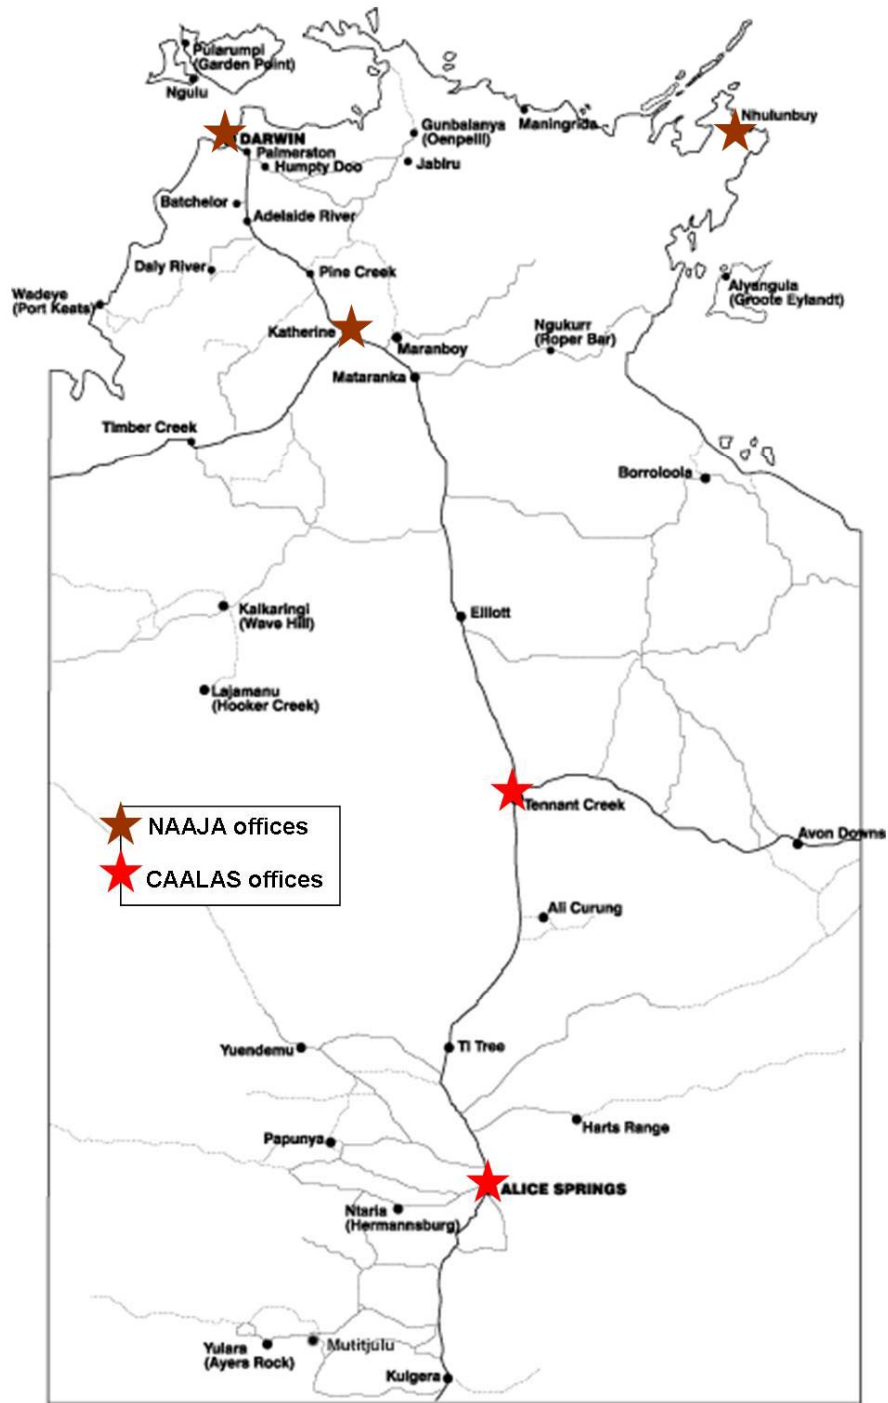 Pularumpi
(Garden Point)
Ngulu
DARWIN
Palmerston
Humpty Doo
Gunbalanya
(Oenpelli)
Jabiru
Maningrida
Nhulunbuy
Batchelor
Adelaide River
Daly River
Pine Creek
Wadeye
(Port Keats)
Alyangula
(Groote Eylandt)
Katherine
Maranboy
Ngukurr
(Roper Bar)
Mataranka
Timber Creek
Borroloola
Kalkaringi
(Wave Hill)
Elliott
Lajamanu
(Hooker Creek)
Tennant Creek
NAAJA offices
CAALAS offices
Avon Downs
Ali Curung
Yuendemu
Ti Tree
Papunya
Harts Range
ALICE SPRINGS
Ntaria
(Hermannsburg)
Yulara
(Ayers Rock)
Mutitjulu
Kulgera